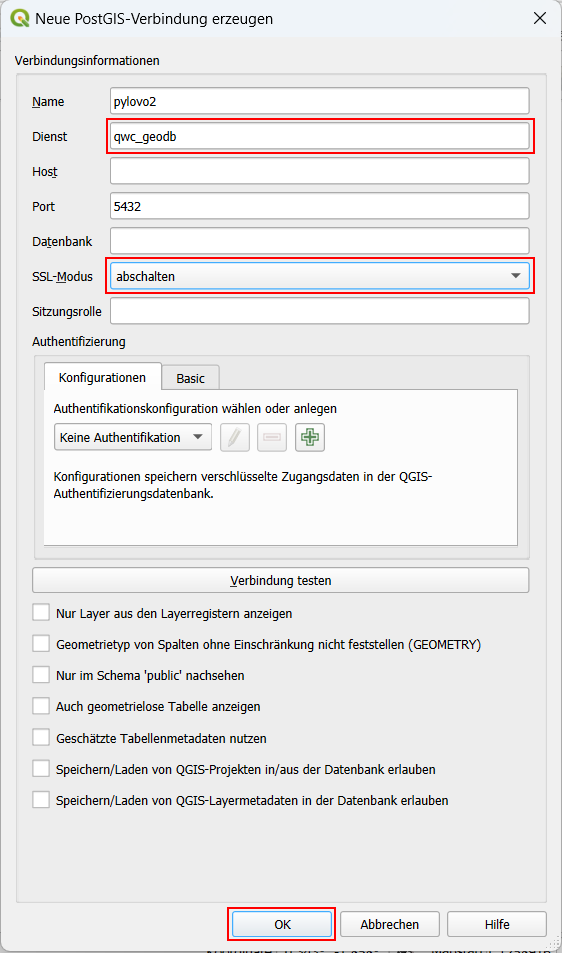 Neue PostGIS-Verbindung erzeugen
Verbindungsinformationen
Name pylovo2
Dienst qwc_geodb
Host
Port 5432
Datenbank
SSL-Modus abschalten
Sitzungsrolle
Authentifizierung
Konfigurationen Basic
Authentifikationskonfiguration wählen oder anlegen
Keine Authentifikation
Konfigurationen speichern verschlüsselte Zugangsdaten in der QGIS-
Authentifizierungsdatenbank.
Verbindung testen
Nur Layer aus den Layerregistern anzeigen
Geometrietyp von Spalten ohne Einschränkung nicht feststellen (GEOMETRY)
Nur im Schema 'public' nachsehen
Auch geometrielose Tabelle anzeigen
Geschätzte Tabellenmetadaten nutzen
Speichern/Laden von QGIS-Projekten in/aus der Datenbank erlauben
Speichern/Laden von QGIS-Layermetadaten in der Datenbank erlauben
OK Abbrechen Hilfe